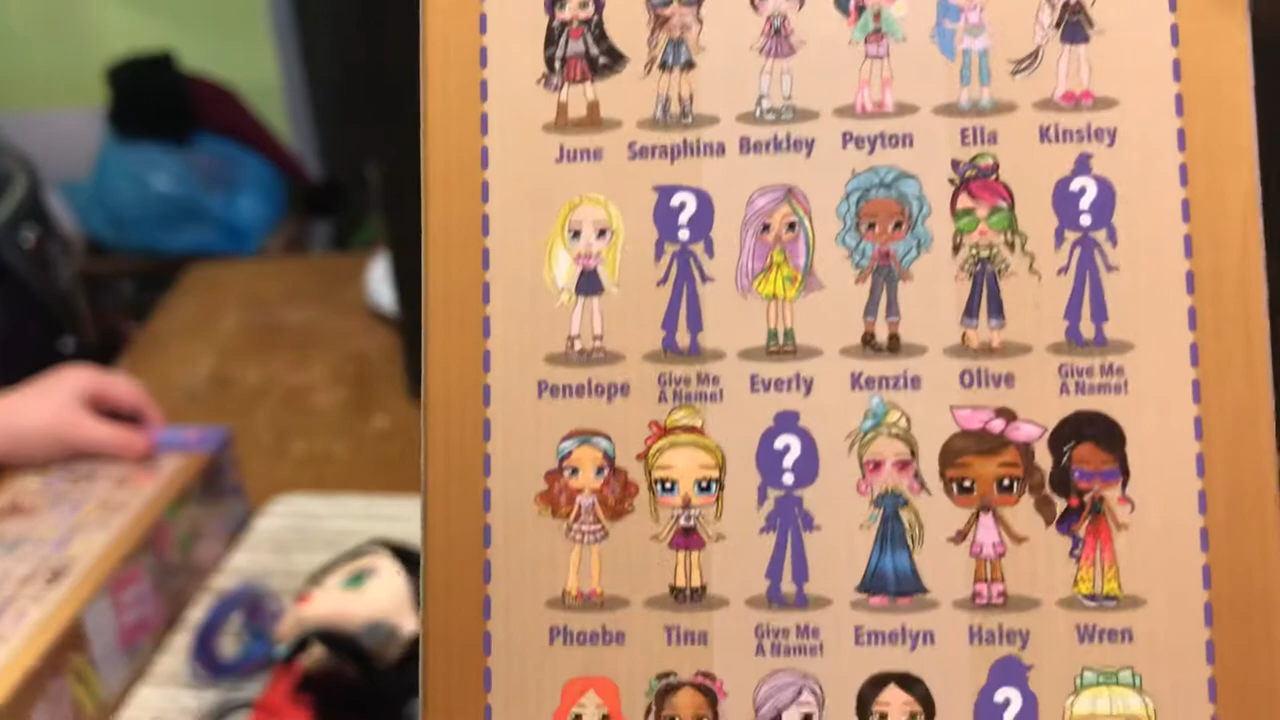 June Seraphina Berkley Peyton Ella Kinsley
? ?
Penelope Give Me A Name! Everly Kenzie Olive Give Me A Name!
?
Phoebe Tina Give Me A Name! Emelyn Haley Wren
?